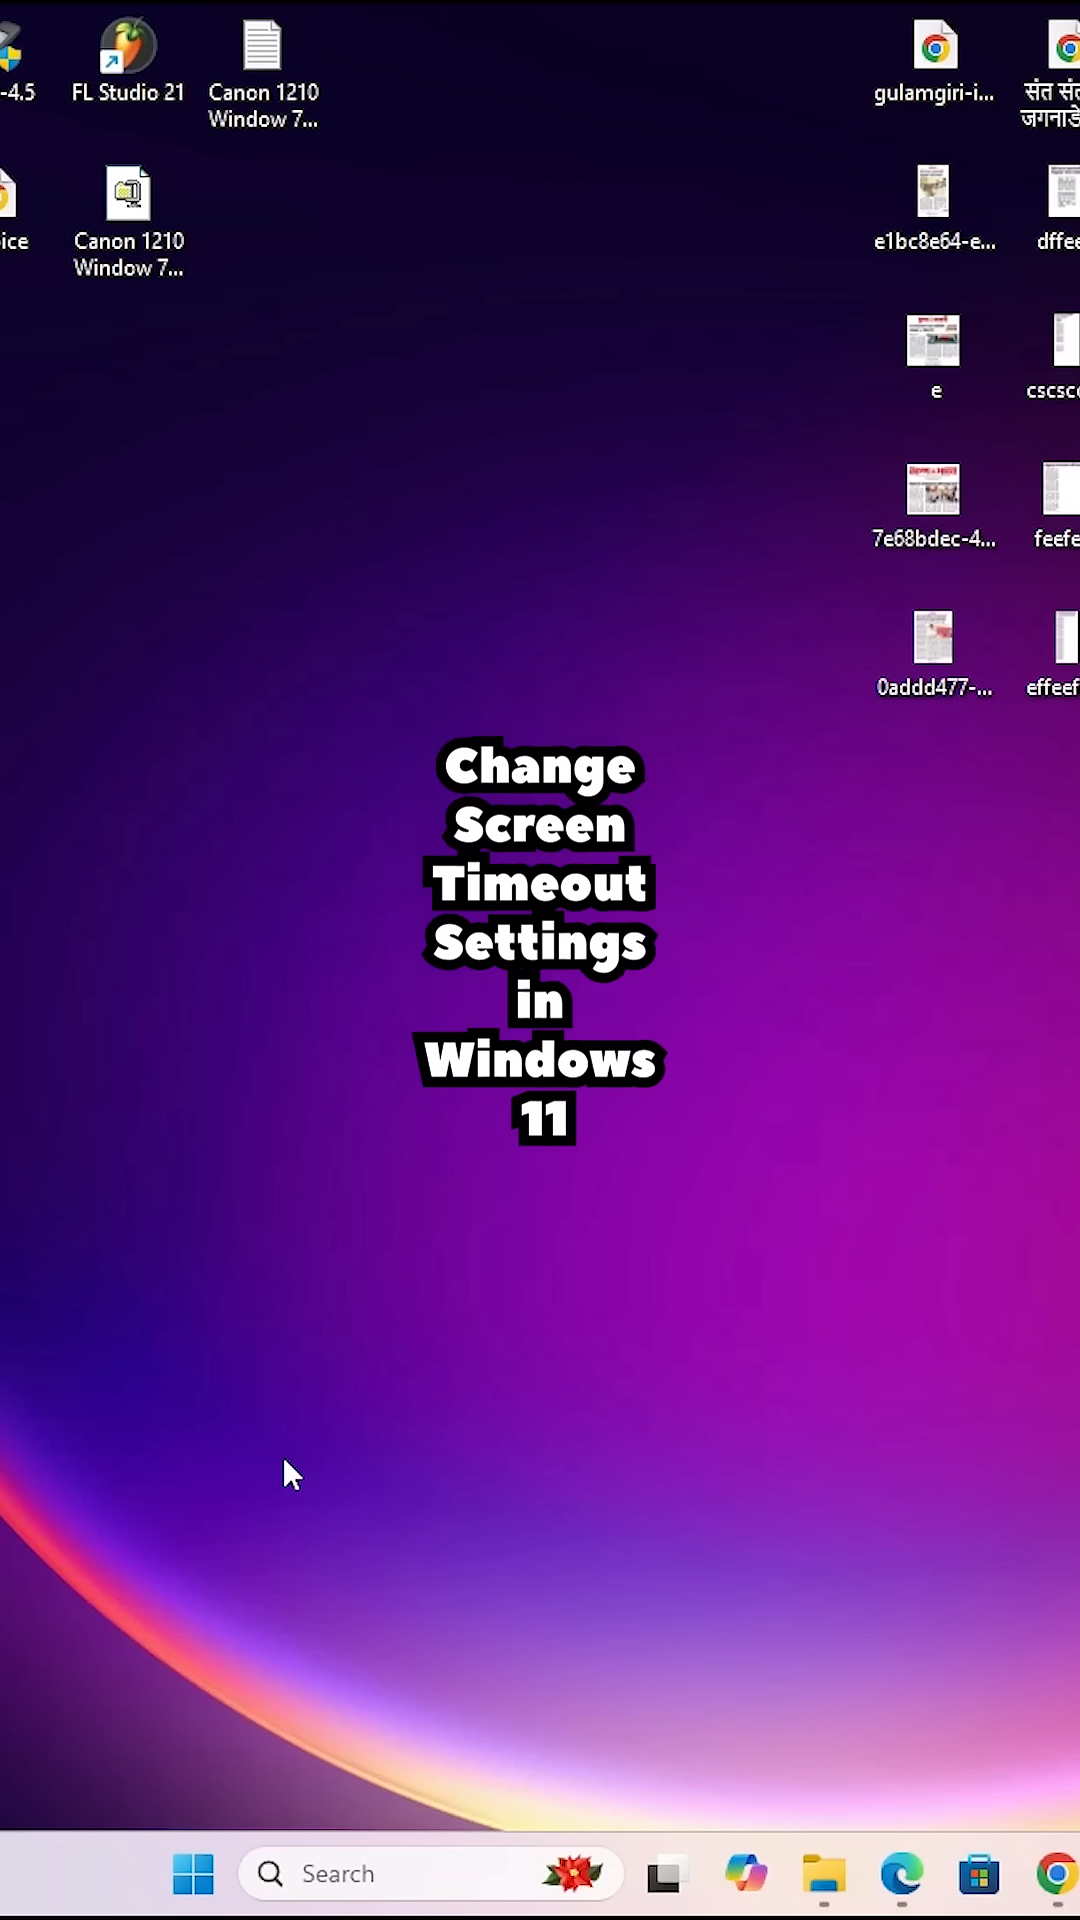 -4.5
FL Studio 21
Canon 1210
Window 7...
gulamgiri-i...
संत सं
जगनाडे
ice
Canon 1210
Window 7...
e1bc8e64-e...
dffee
e
cscsc
7e68bdec-4...
feefe
0addd477-...
effeef
Change
Screen
Timeout
Settings
in
Windows
11
Search